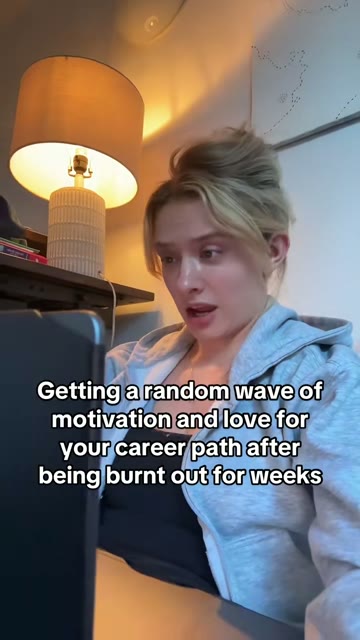 Getting a random wave of
motivation and love for
your career path after
being burnt out for weeks